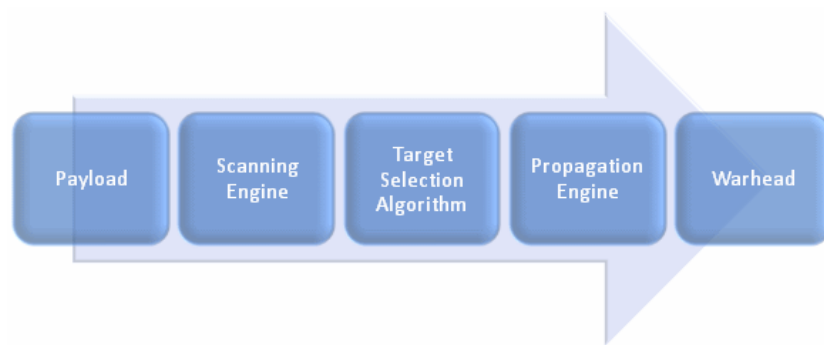 Payload
Scanning
Engine
Target
Selection
Algorithm
Propagation
Engine
Warhead